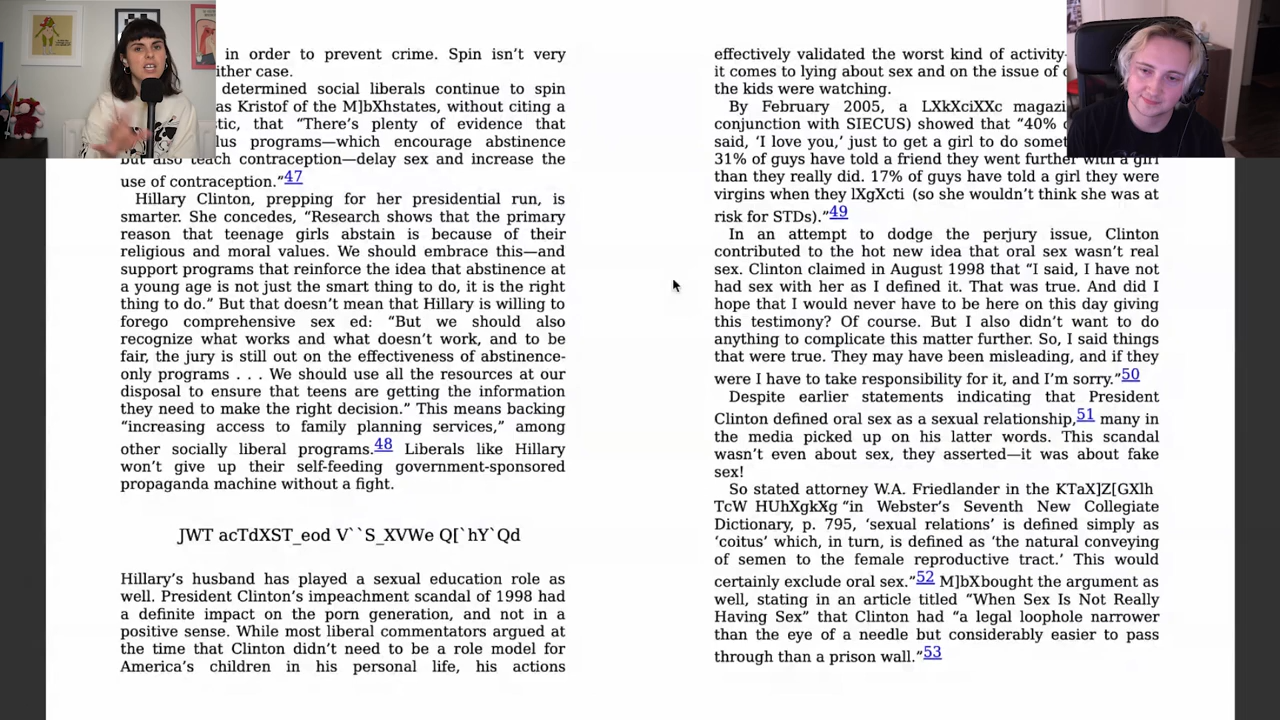 in order to prevent crime. Spin isn’t very
ither case.
determined social liberals continue to spin
as Kristof of the M]bXhstates, without citing a
tic, that “There’s plenty of evidence that
lus programs—which encourage abstinence
but also teach contraception—delay sex and increase the
use of contraception.”47
Hillary Clinton, prepping for her presidential run, is
smarter. She concedes, “Research shows that the primary
reason that teenage girls abstain is because of their
religious and moral values. We should embrace this—and
support programs that reinforce the idea that abstinence at
a young age is not just the smart thing to do, it is the right
thing to do.” But that doesn’t mean that Hillary is willing to
forego comprehensive sex ed: “But we should also
recognize what works and what doesn’t work, and to be
fair, the jury is still out on the effectiveness of abstinence-
only programs . . . We should use all the resources at our
disposal to ensure that teens are getting the information
they need to make the right decision.” This means backing
“increasing access to family planning services,” among
other socially liberal programs.48 Liberals like Hillary
won’t give up their self-feeding government-sponsored
propaganda machine without a fight.
JWT acTdXST_eod V``S_XVWe Q[`hY`Qd
Hillary’s husband has played a sexual education role as
well. President Clinton’s impeachment scandal of 1998 had
a definite impact on the porn generation, and not in a
positive sense. While most liberal commentators argued at
the time that Clinton didn’t need to be a role model for
America’s children in his personal life, his actions
effectively validated the worst kind of activity-
it comes to lying about sex and on the issue of
the kids were watching.
By February 2005, a LXkXciXXc magazi
conjunction with SIECUS) showed that “40%
said, ‘I love you,’ just to get a girl to do somet
31% of guys have told a friend they went further with a girl
than they really did. 17% of guys have told a girl they were
virgins when they lXgXcti (so she wouldn’t think she was at
risk for STDs).”49
In an attempt to dodge the perjury issue, Clinton
contributed to the hot new idea that oral sex wasn’t real
sex. Clinton claimed in August 1998 that “I said, I have not
had sex with her as I defined it. That was true. And did I
hope that I would never have to be here on this day giving
this testimony? Of course. But I also didn’t want to do
anything to complicate this matter further. So, I said things
that were true. They may have been misleading, and if they
were I have to take responsibility for it, and I’m sorry.”50
Despite earlier statements indicating that President
Clinton defined oral sex as a sexual relationship,51 many in
the media picked up on his latter words. This scandal
wasn’t even about sex, they asserted—it was about fake
sex!
So stated attorney W.A. Friedlander in the KTaX]Z[GXlh
TcW HUhXgkXg “in Webster’s Seventh New Collegiate
Dictionary, p. 795, ‘sexual relations’ is defined simply as
‘coitus’ which, in turn, is defined as ‘the natural conveying
of semen to the female reproductive tract.’ This would
certainly exclude oral sex.”52 M]bXbought the argument as
well, stating in an article titled “When Sex Is Not Really
Having Sex” that Clinton had “a legal loophole narrower
than the eye of a needle but considerably easier to pass
through than a prison wall.”53